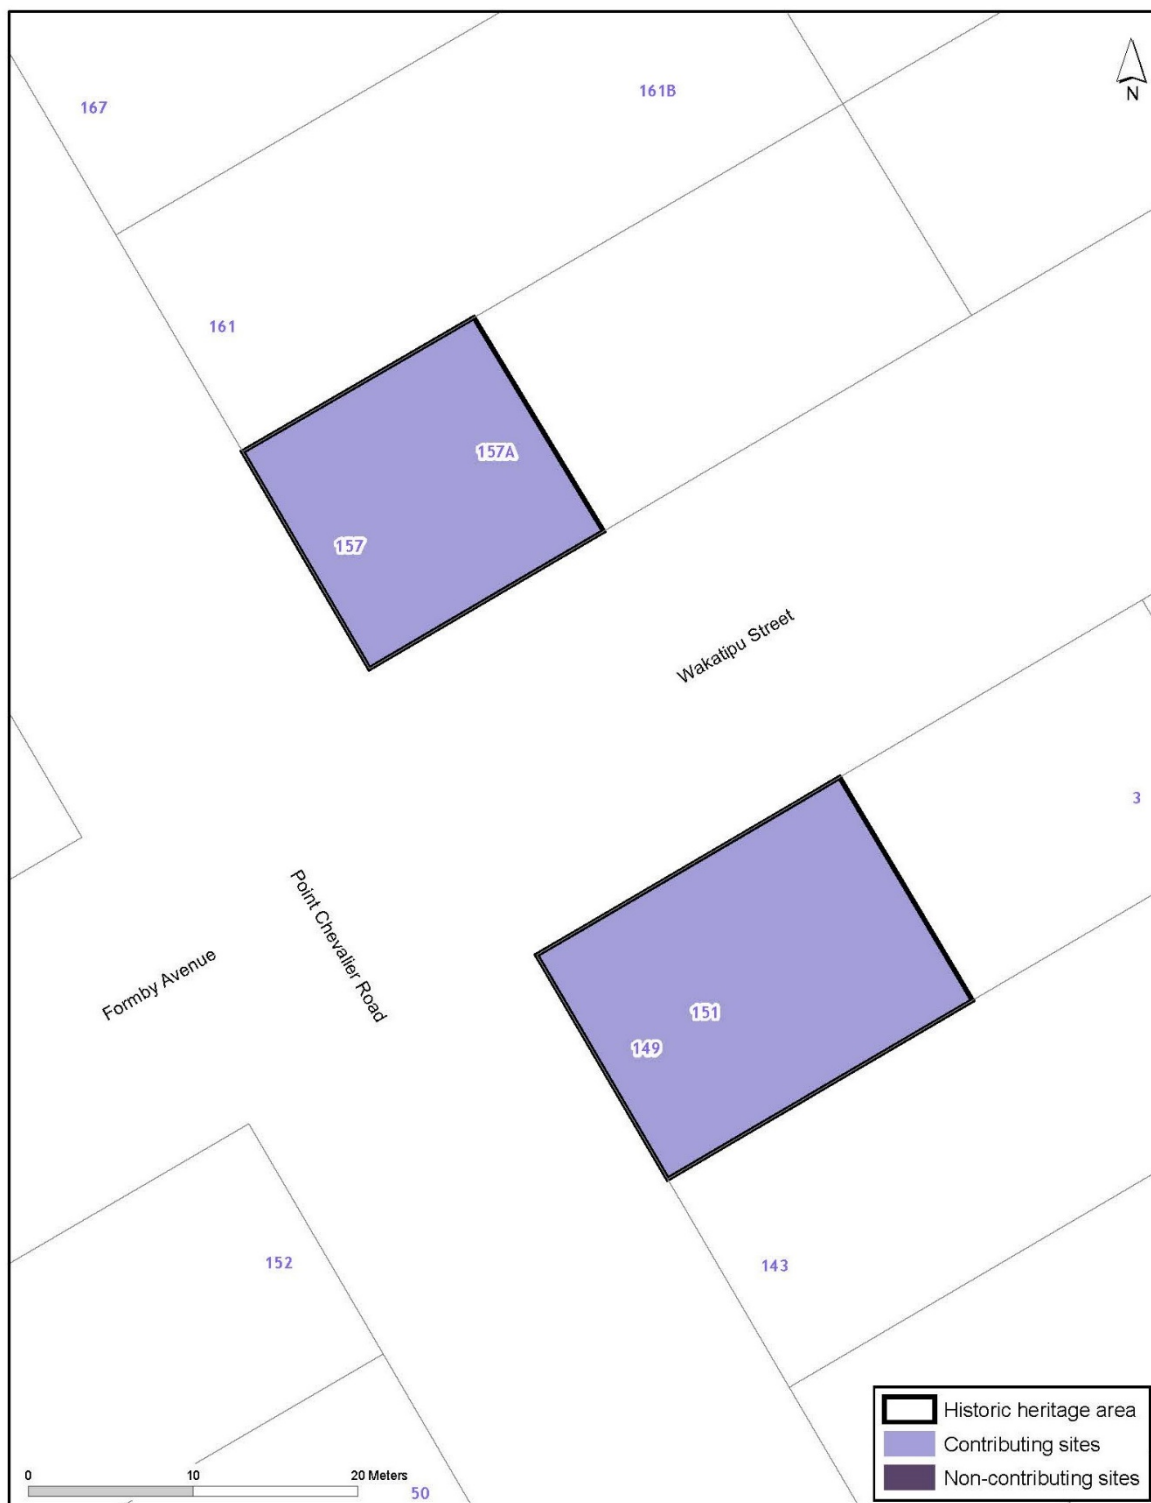 167
161B
N
161
157A
157
Wakatipu Street
3
Point Chevalier Road
Formby Avenue
151
149
152
143
Historic heritage area
Contributing sites
Non-contributing sites
0 10 20 Meters
50